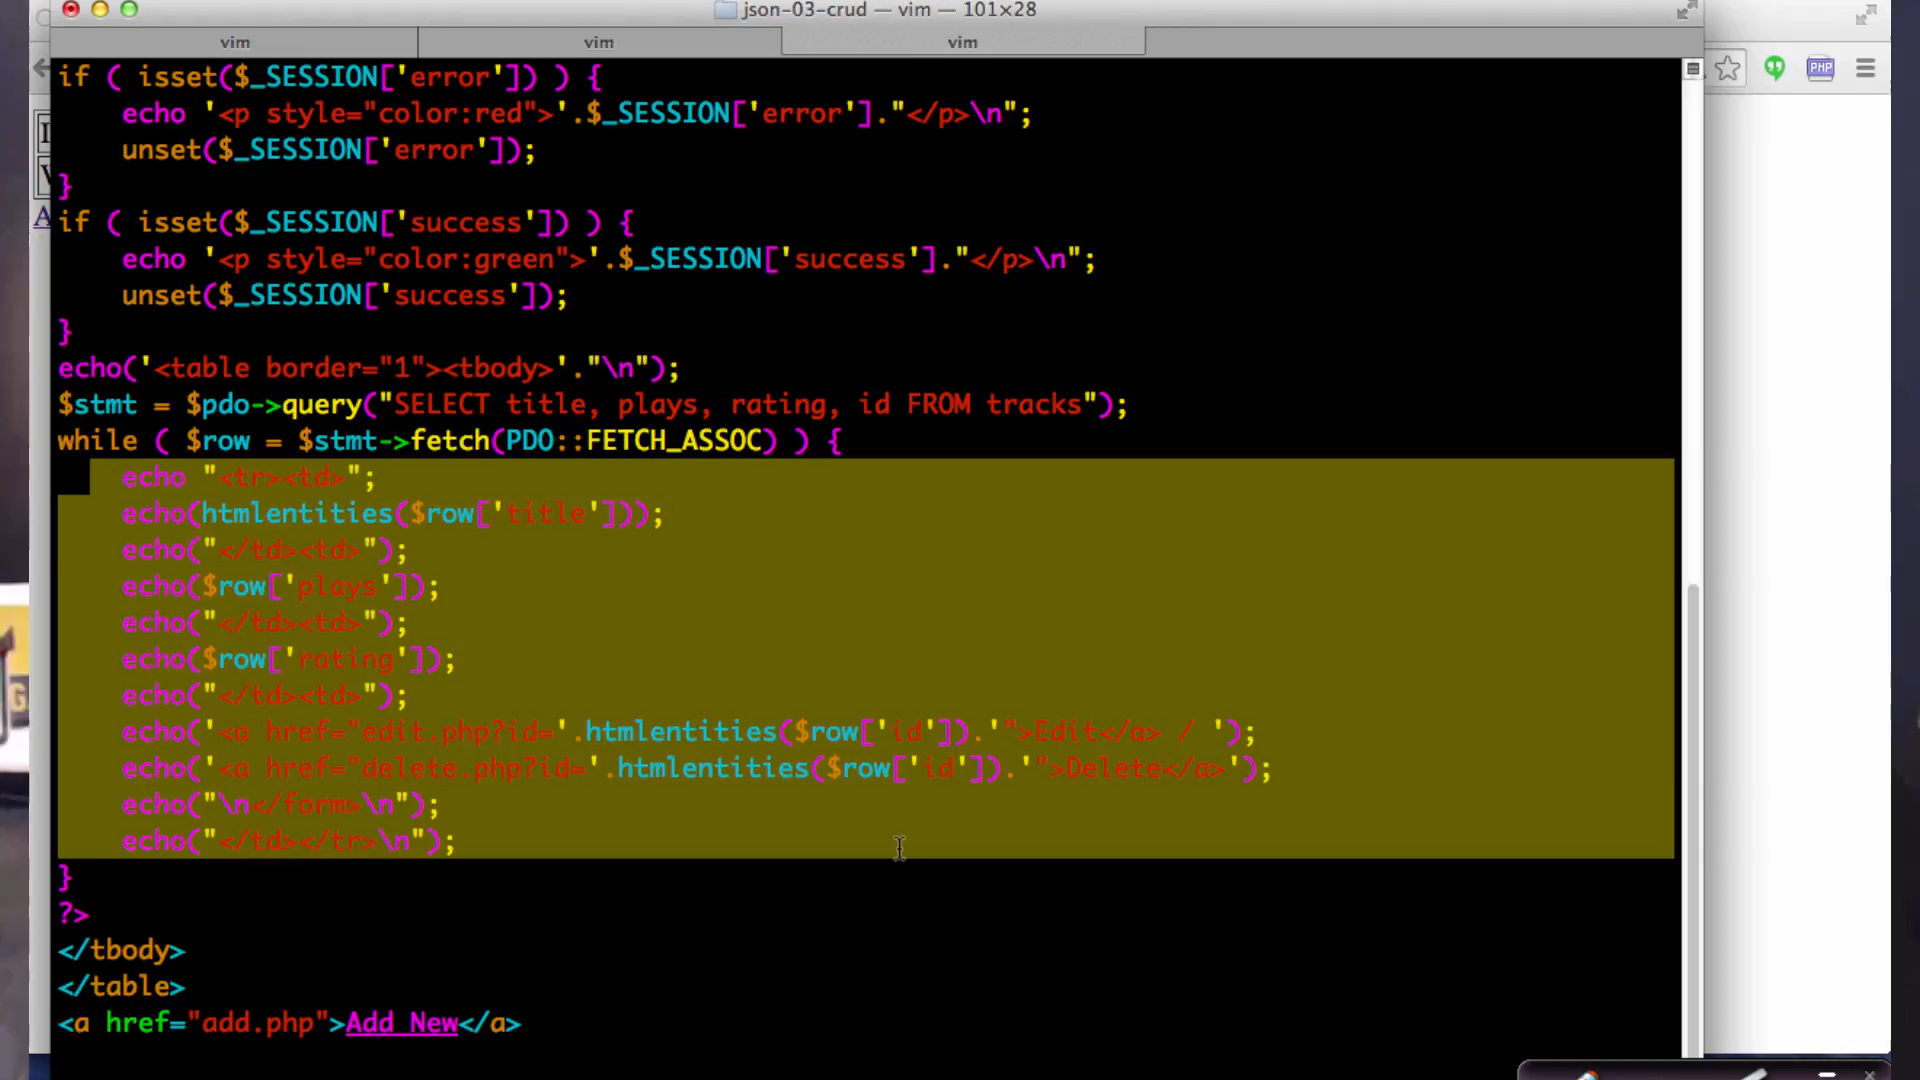 json-03-crud — vim — 101×28
vim vim vim
if ( isset($_SESSION['error']) ) {
    echo '<p style="color:red">'.$_SESSION['error']."</p>\n";
    unset($_SESSION['error']);
}
if ( isset($_SESSION['success']) ) {
    echo '<p style="color:green">'.$_SESSION['success']."</p>\n";
    unset($_SESSION['success']);
}
echo('<table border="1"><tbody>'."\n");
$stmt = $pdo->query("SELECT title, plays, rating, id FROM tracks");
while ( $row = $stmt->fetch(PDO::FETCH_ASSOC) ) {
    echo "<tr><td>";
    echo(htmlentities($row['title']));
    echo("</td><td>");
    echo($row['plays']);
    echo("</td><td>");
    echo($row['rating']);
    echo("</td><td>");
    echo('<a href="edit.php?id='.htmlentities($row['id']).'">Edit</a> / ');
    echo('<a href="delete.php?id='.htmlentities($row['id']).'">Delete</a>');
    echo("\n</form>\n");
    echo("</td></tr>\n");
}
?>
</tbody>
</table>
<a href="add.php">Add New</a>
PHP